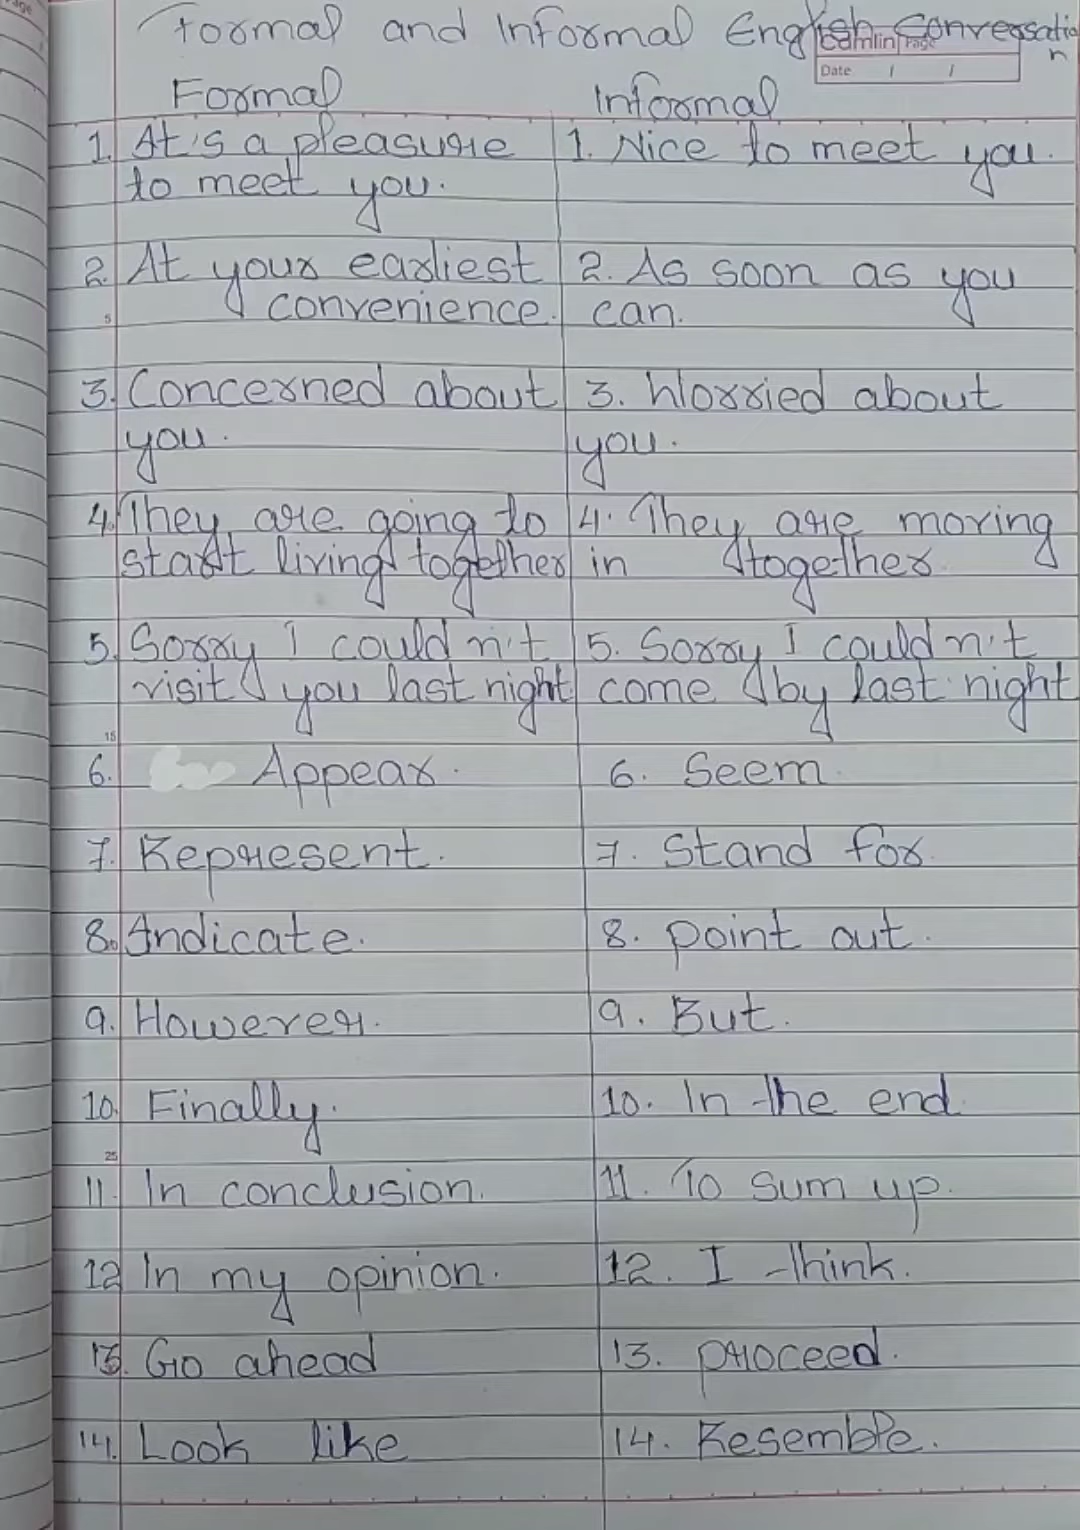 Formal and Informal English Conversation
Camlin Page
Date / /
Formal Informal
1. It's a pleasure 1. Nice to meet you.
to meet you.
2. At your earliest 2. As soon as you
convenience. can.
5
3. Concerned about 3. Worried about
you. you.
4. They are going to 4. They are moving
start living together in together
5. Sorry I couldn't 5. Sorry I couldn't
visit you last night come by last night
15
6. Appear. 6. Seem.
7. Represent. 7. Stand for.
8. Indicate. 8. point out.
9. However. 9. But.
10. Finally. 10. In the end.
25
11. In conclusion. 11. To sum up.
12 In my opinion. 12. I think.
13. Go ahead 13. proceed.
14. Look like 14. Resemble.